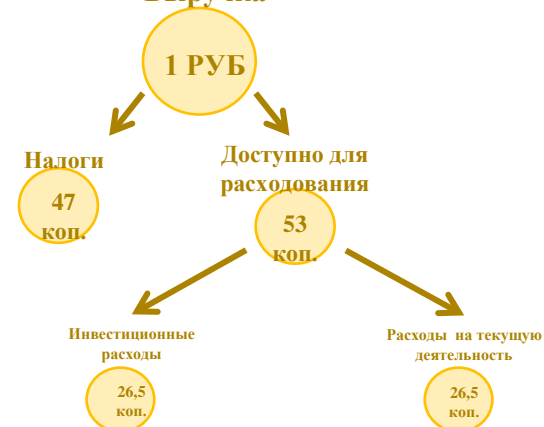 Выручка
1 РУБ
Налоги
47
коп.
Доступно для
расходования
53
коп.
Инвестиционные
расходы
26,5
коп.
Расходы на текущую
деятельность
26,5
коп.